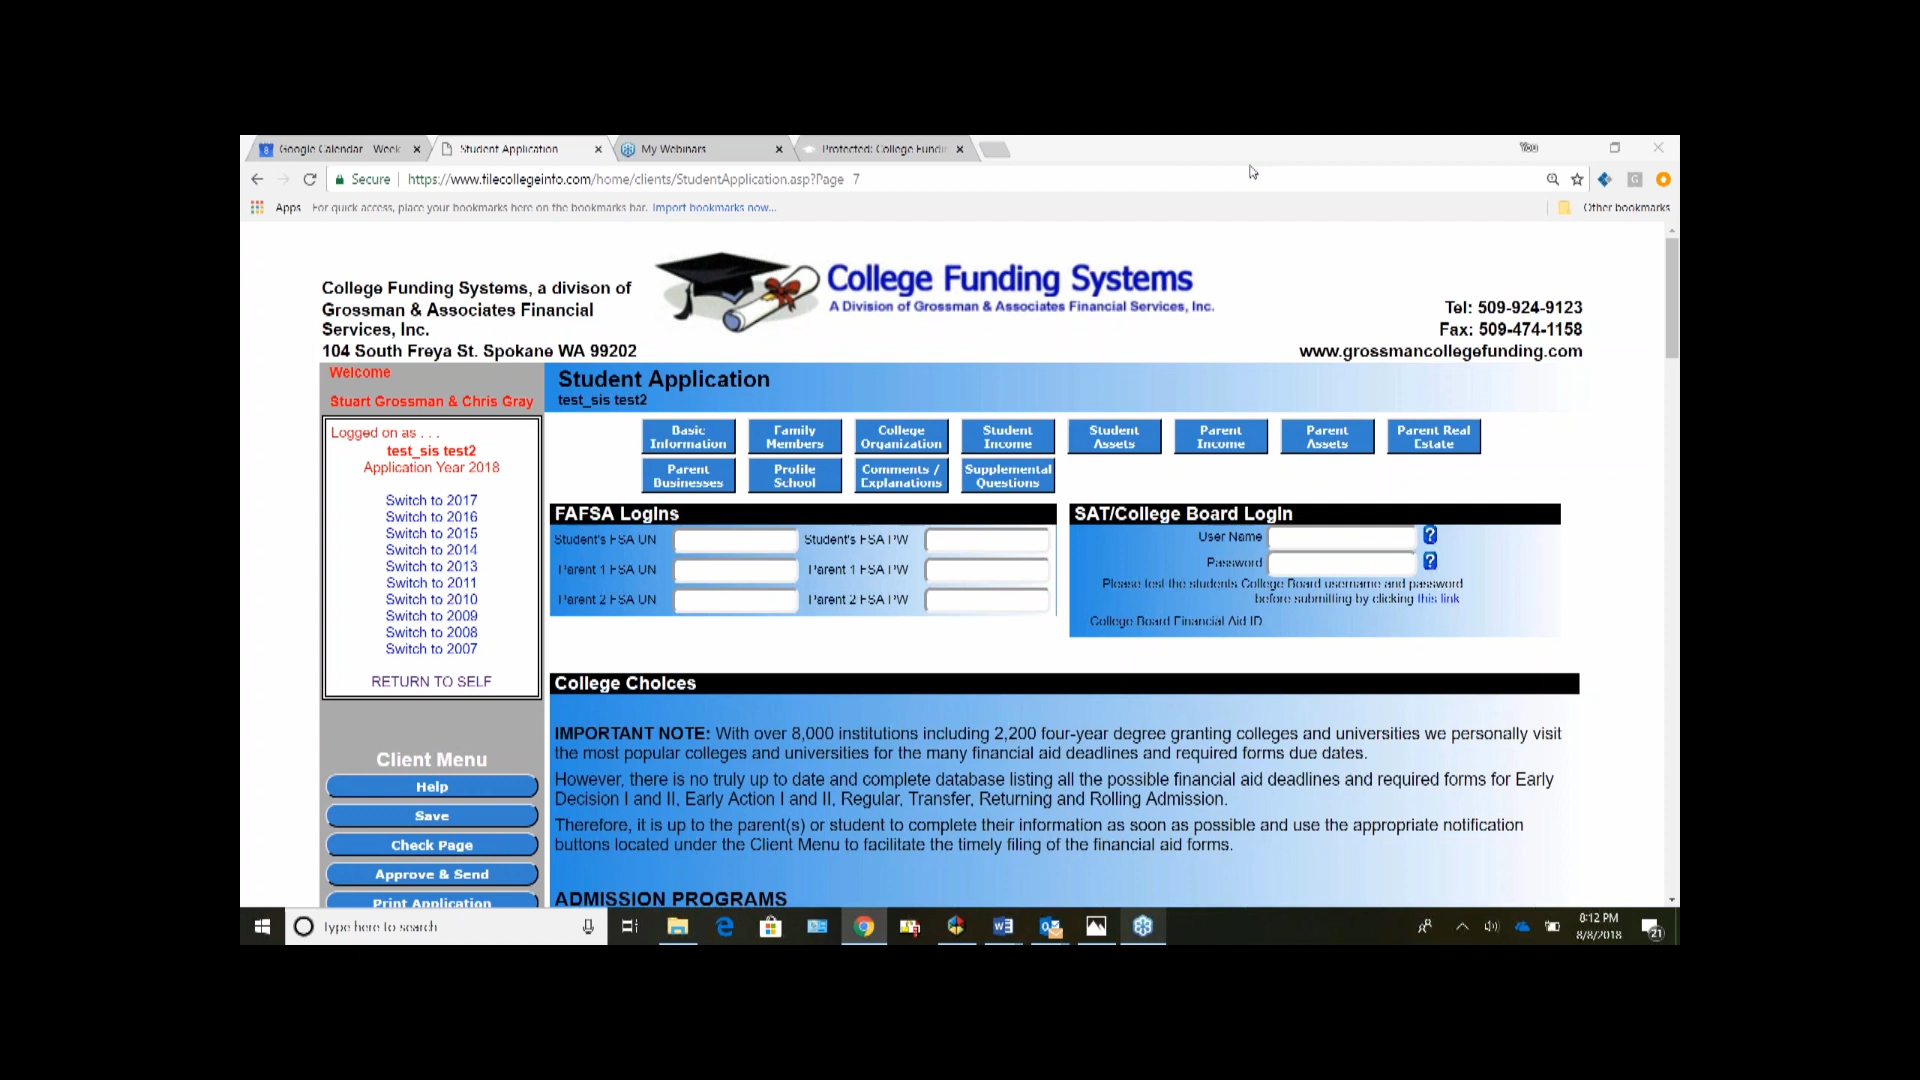 Google Calendar - Week
Student Application
My Webinars
Protected: College Fundi
You
Secure
https://www.filecollegeinfo.com/home/clients/StudentApplication.asp?Page 7
Apps
For quick access, place your bookmarks here on the bookmarks bar. Import bookmarks now...
Other bookmarks
College Funding Systems, a divison of
Grossman & Associates Financial
Services, Inc.
104 South Freya St. Spokane WA 99202
College Funding Systems
A Division of Grossman & Associates Financial Services, Inc.
Tel: 509-924-9123
Fax: 509-474-1158
www.grossmancollegefunding.com
Welcome
Stuart Grossman & Chris Gray
Logged on as . . .
test_sis test2
Application Year 2018
Switch to 2017
Switch to 2016
Switch to 2015
Switch to 2014
Switch to 2013
Switch to 2011
Switch to 2010
Switch to 2009
Switch to 2008
Switch to 2007
RETURN TO SELF
Client Menu
Help
Save
Check Page
Approve & Send
Print Application
Student Application
test_sis test2
Basic
Information
Family
Members
College
Organization
Student
Income
Student
Assets
Parent
Income
Parent
Assets
Parent Real
Estate
Parent
Businesses
Profile
School
Comments /
Explanations
Supplemental
Questions
FAFSA Logins
Student's FSA UN
Student's FSA PW
Parent 1 FSA UN
Parent 1 FSA PW
Parent 2 FSA UN
Parent 2 FSA PW
SAT/College Board Login
User Name
?
Password
?
Please test the students College Board username and password
before submitting by clicking this link
College Board Financial Aid ID
College Choices
IMPORTANT NOTE: With over 8,000 institutions including 2,200 four-year degree granting colleges and universities we personally visit
the most popular colleges and universities for the many financial aid deadlines and required forms due dates.
However, there is no truly up to date and complete database listing all the possible financial aid deadlines and required forms for Early
Decision I and II, Early Action I and II, Regular, Transfer, Returning and Rolling Admission.
Therefore, it is up to the parent(s) or student to complete their information as soon as possible and use the appropriate notification
buttons located under the Client Menu to facilitate the timely filing of the financial aid forms.
ADMISSION PROGRAMS
Type here to search
8:12 PM
8/8/2018
21